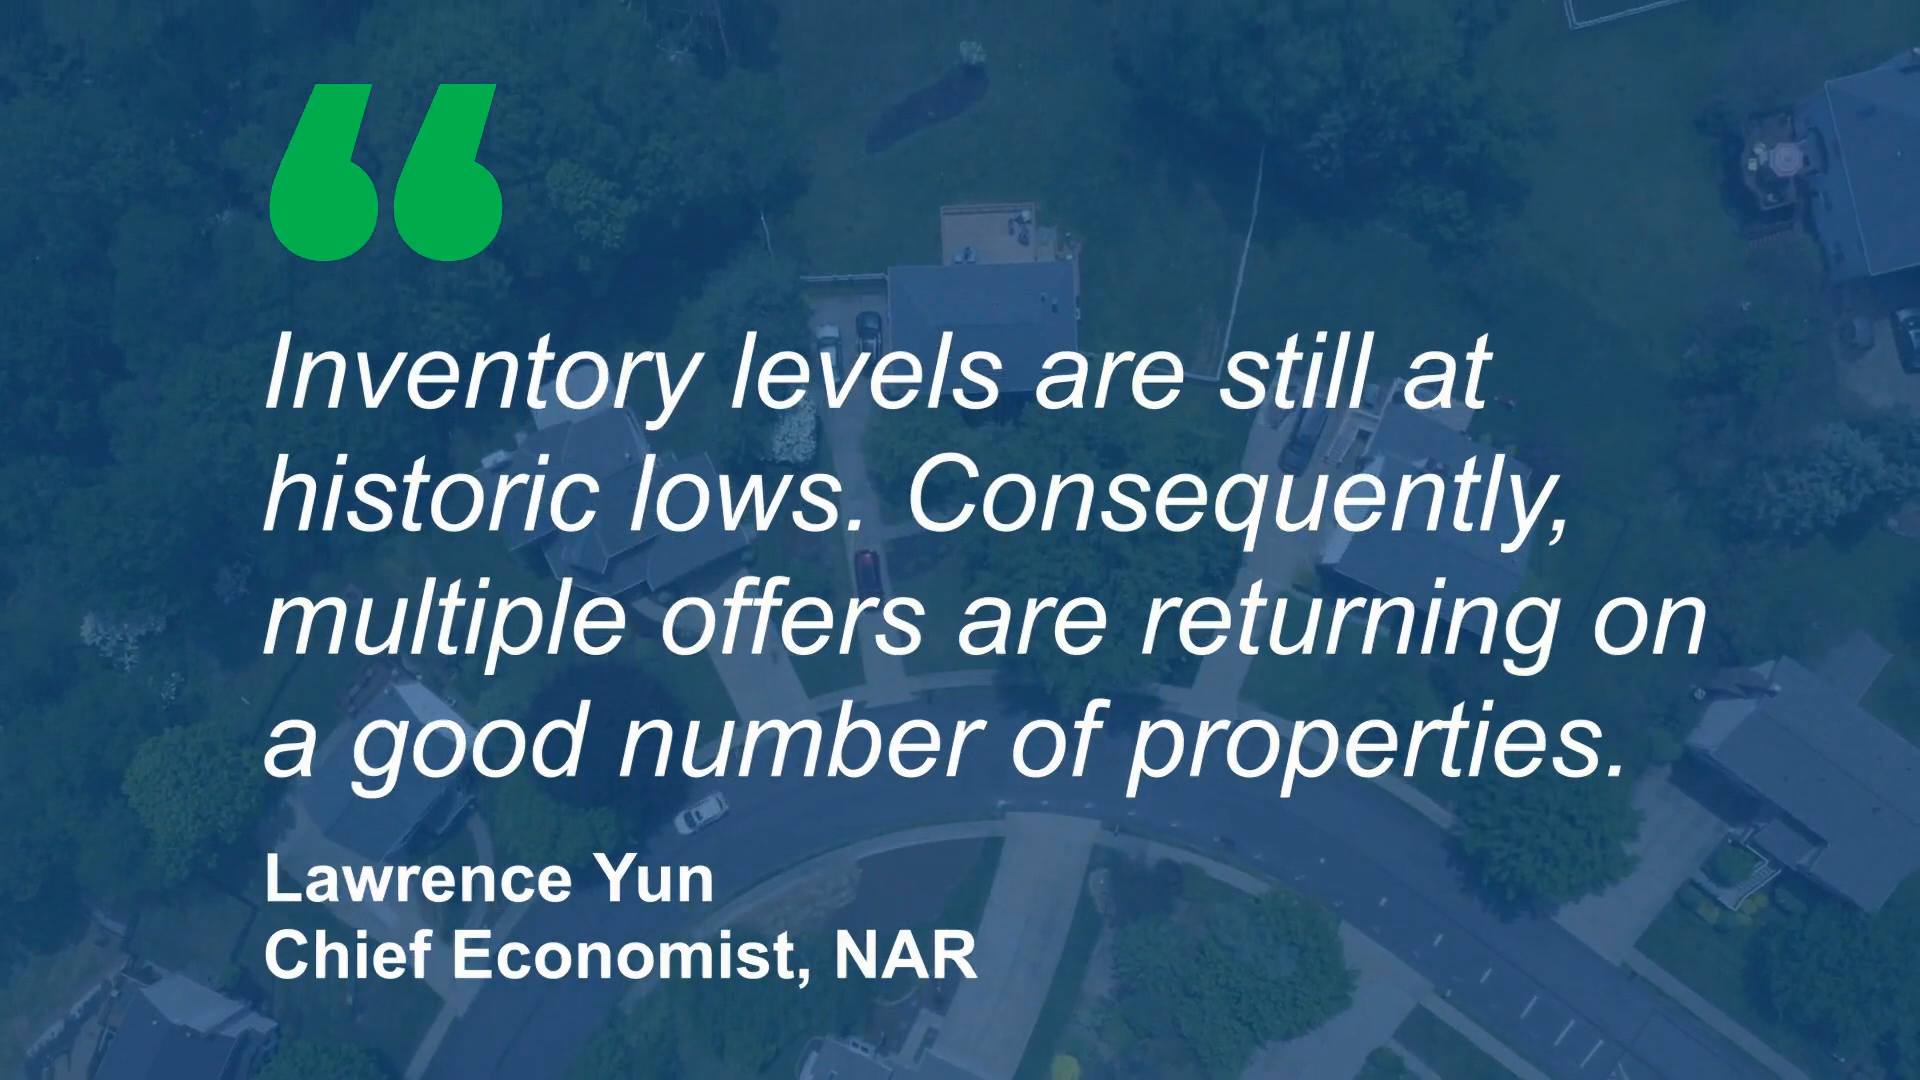 “
Inventory levels are still at
historic lows. Consequently,
multiple offers are returning on
a good number of properties.
Lawrence Yun
Chief Economist, NAR